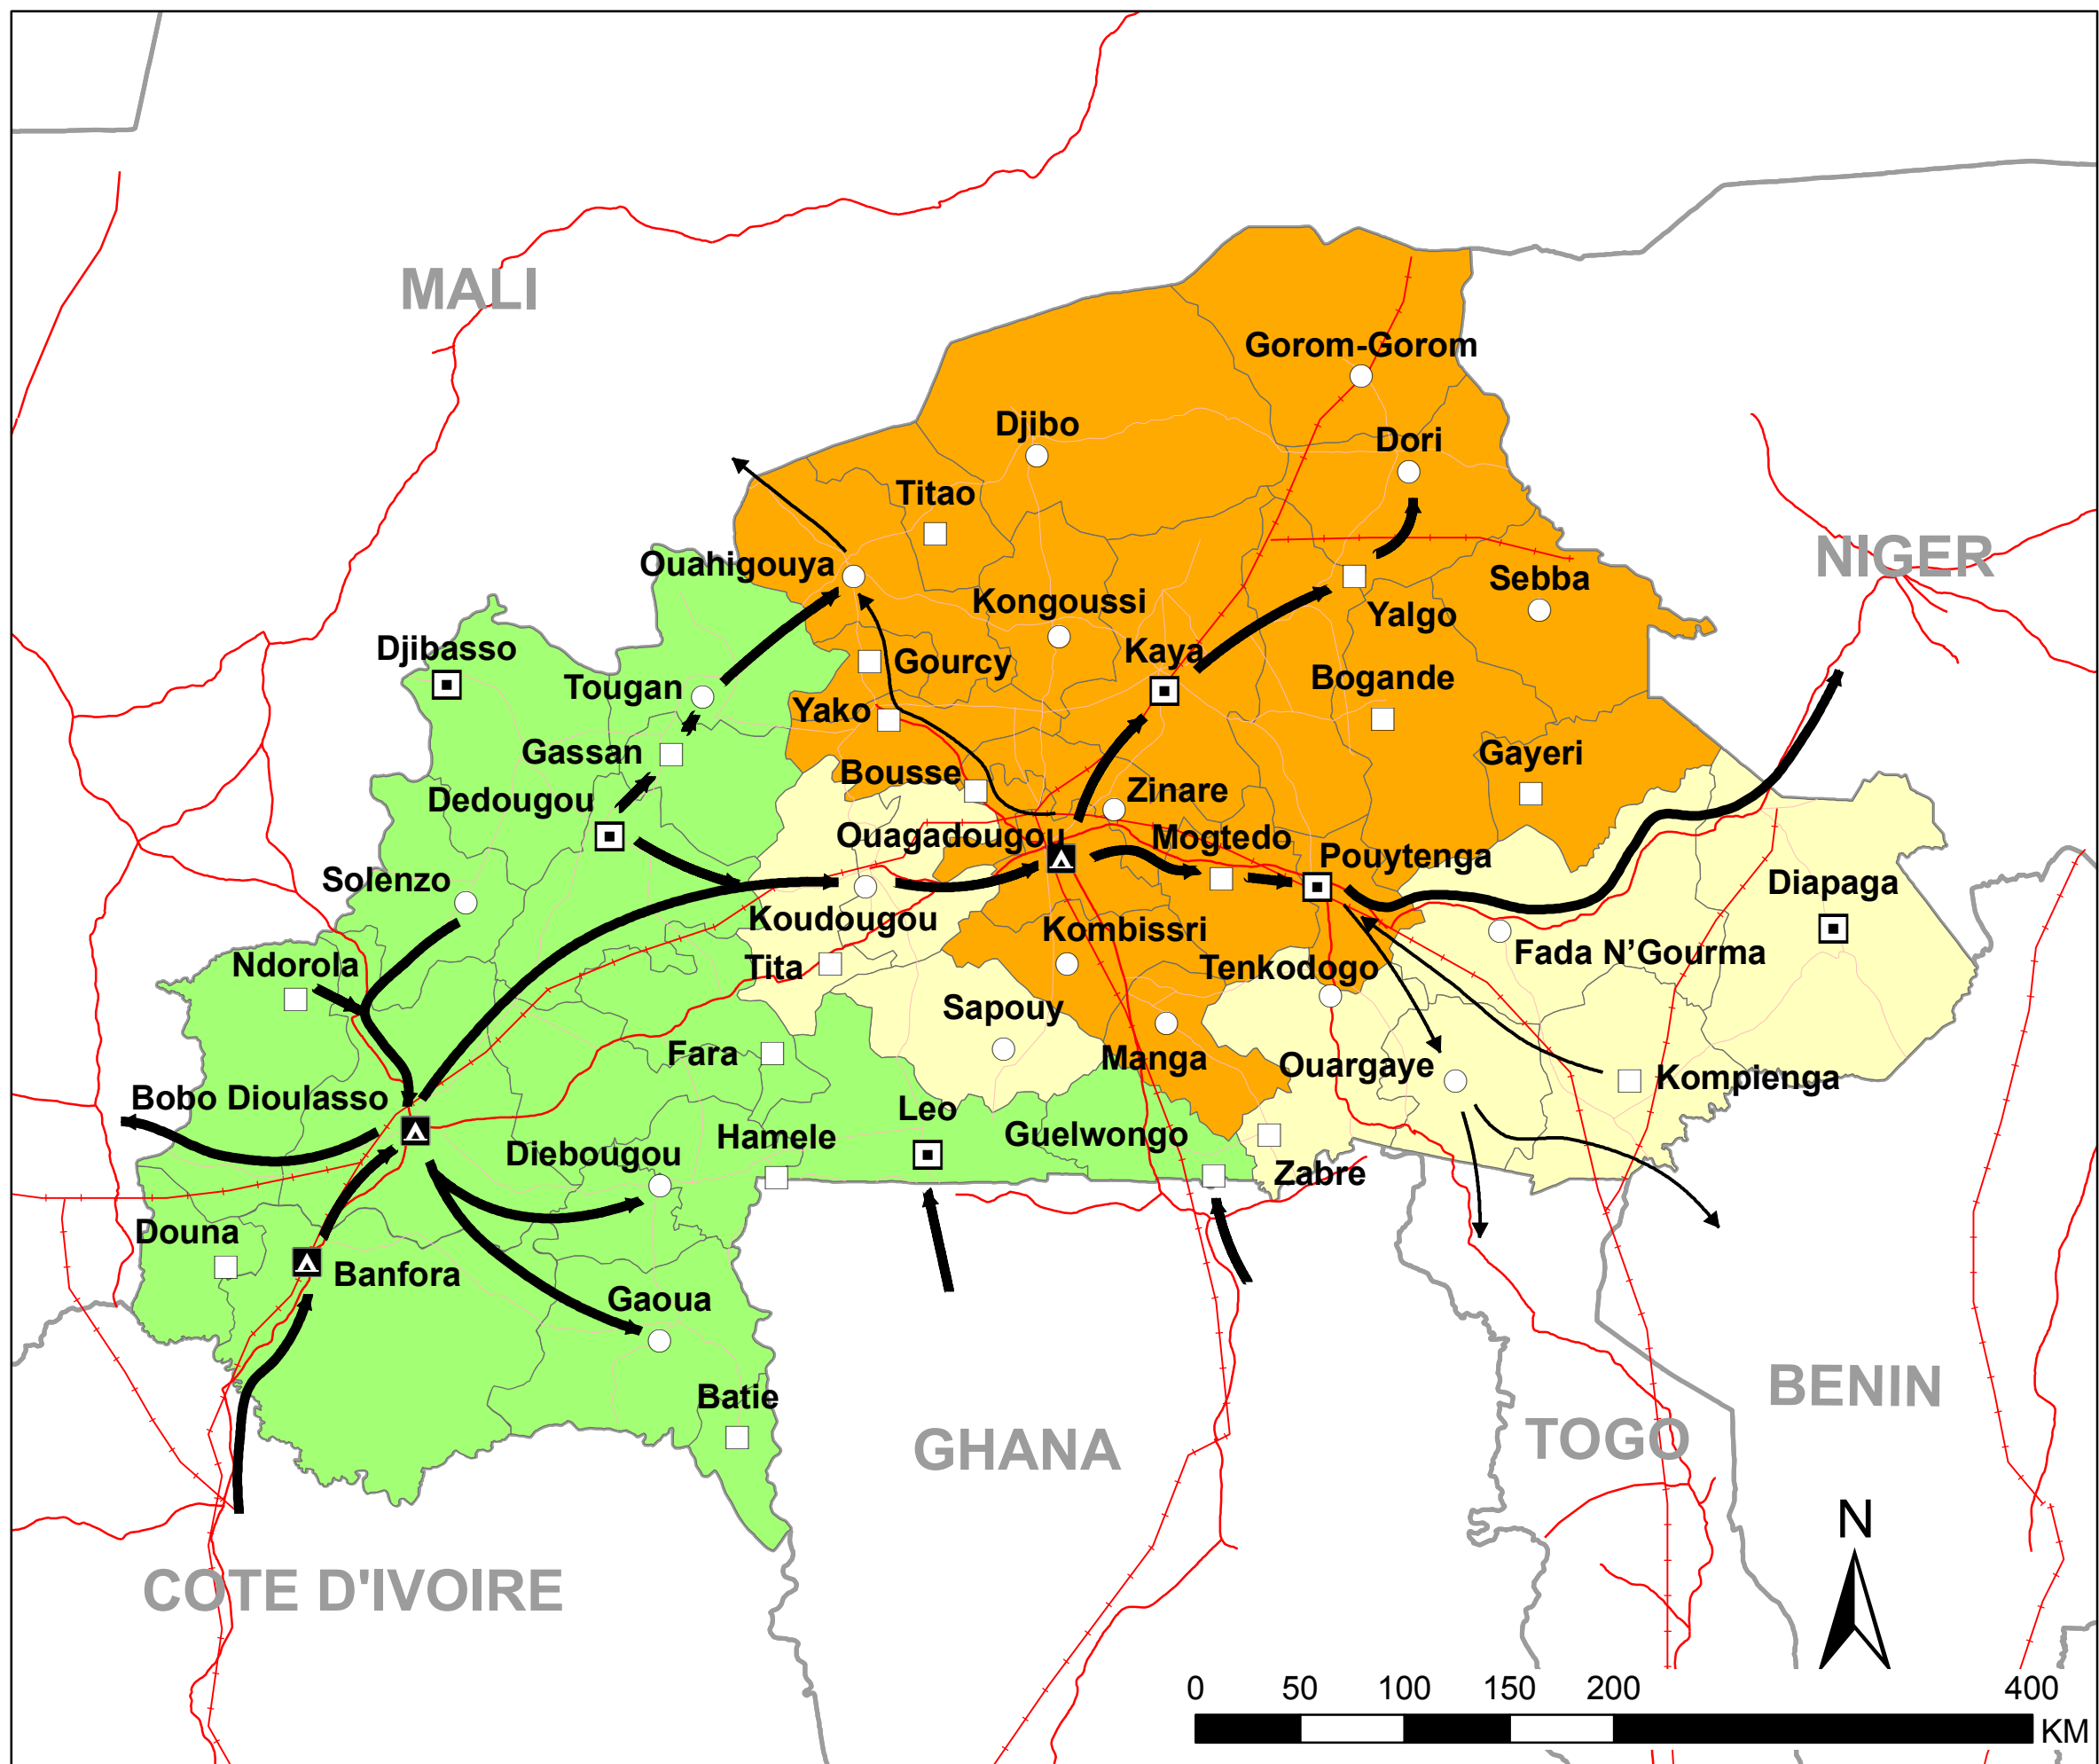 MALI
Gorom-Gorom
Djibo
Dori
Titao
Ouahigouya
NIGER
Sebba
Kongoussi
Yalgo
Djibasso
Kaya
Gourcy
Tougan
Bogande
Yako
Gassan
Gayeri
Bousse
Zinare
Dedougou
Ouagadougou
Mogtedo
Pouytenga
Solenzo
Diapaga
Koudougou
Kombissri
Fada N’Gourma
Ndorola
Tita
Tenkodogo
Sapouy
Fara
Manga
Ouargaye
Kompienga
Bobo Dioulasso
Leo
Hamele
Guelwongo
Diebougou
Zabre
Douna
Banfora
Gaoua
Batie
BENIN
GHANA
TOGO
N
COTE D'IVOIRE
0 50 100 150 200 400
KM